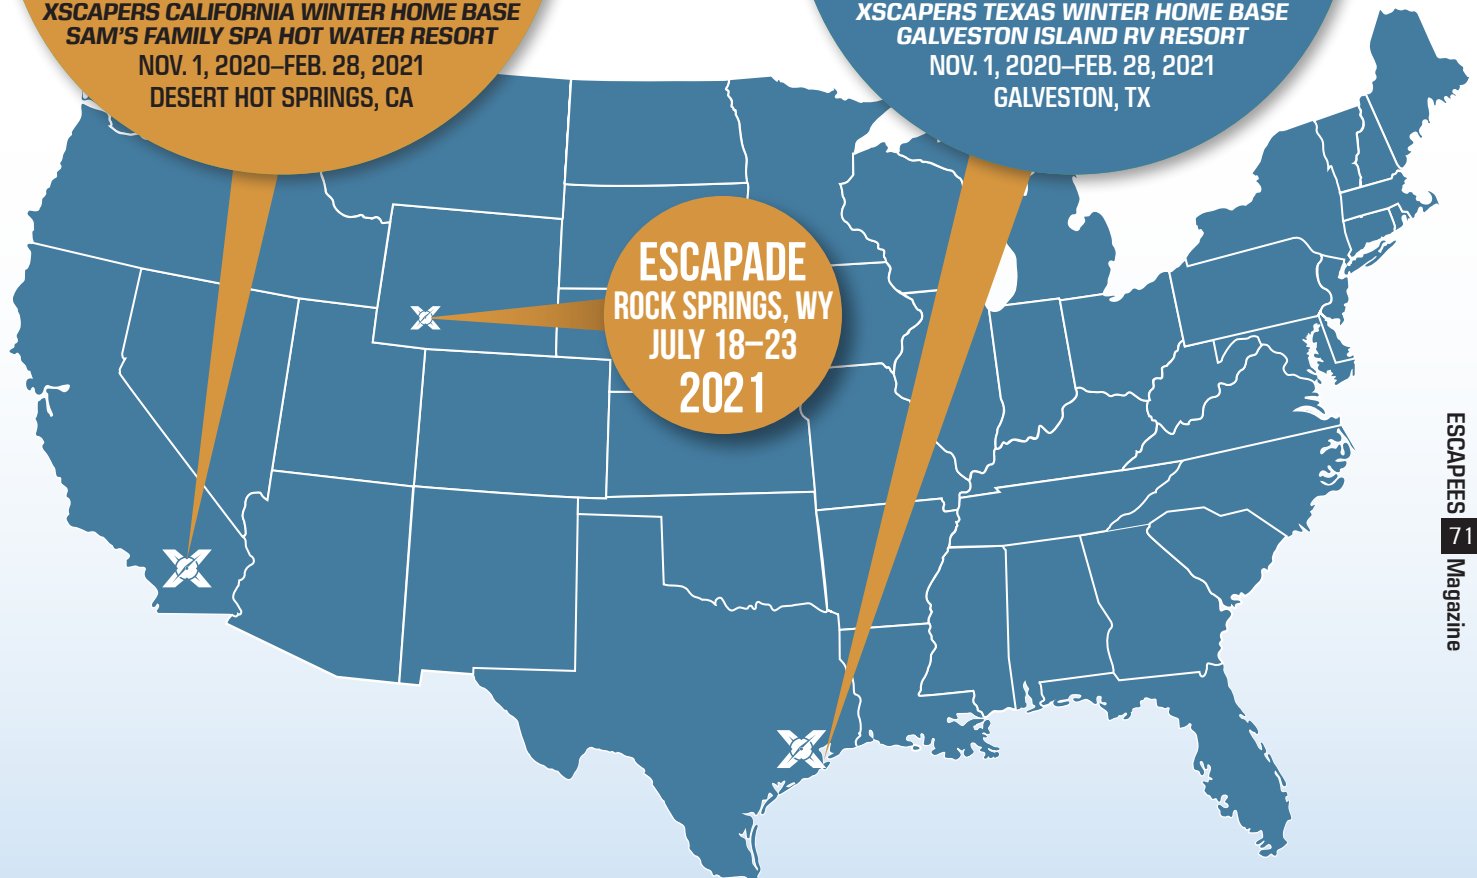 XSCAPERS CALIFORNIA WINTER HOME BASE
SAM'S FAMILY SPA HOT WATER RESORT
NOV. 1, 2020–FEB. 28, 2021
DESERT HOT SPRINGS, CA
XSCAPERS TEXAS WINTER HOME BASE
GALVESTON ISLAND RV RESORT
NOV. 1, 2020–FEB. 28, 2021
GALVESTON, TX
ESCAPADE
ROCK SPRINGS, WY
JULY 18–23
2021
ESCAPEES 71 Magazine